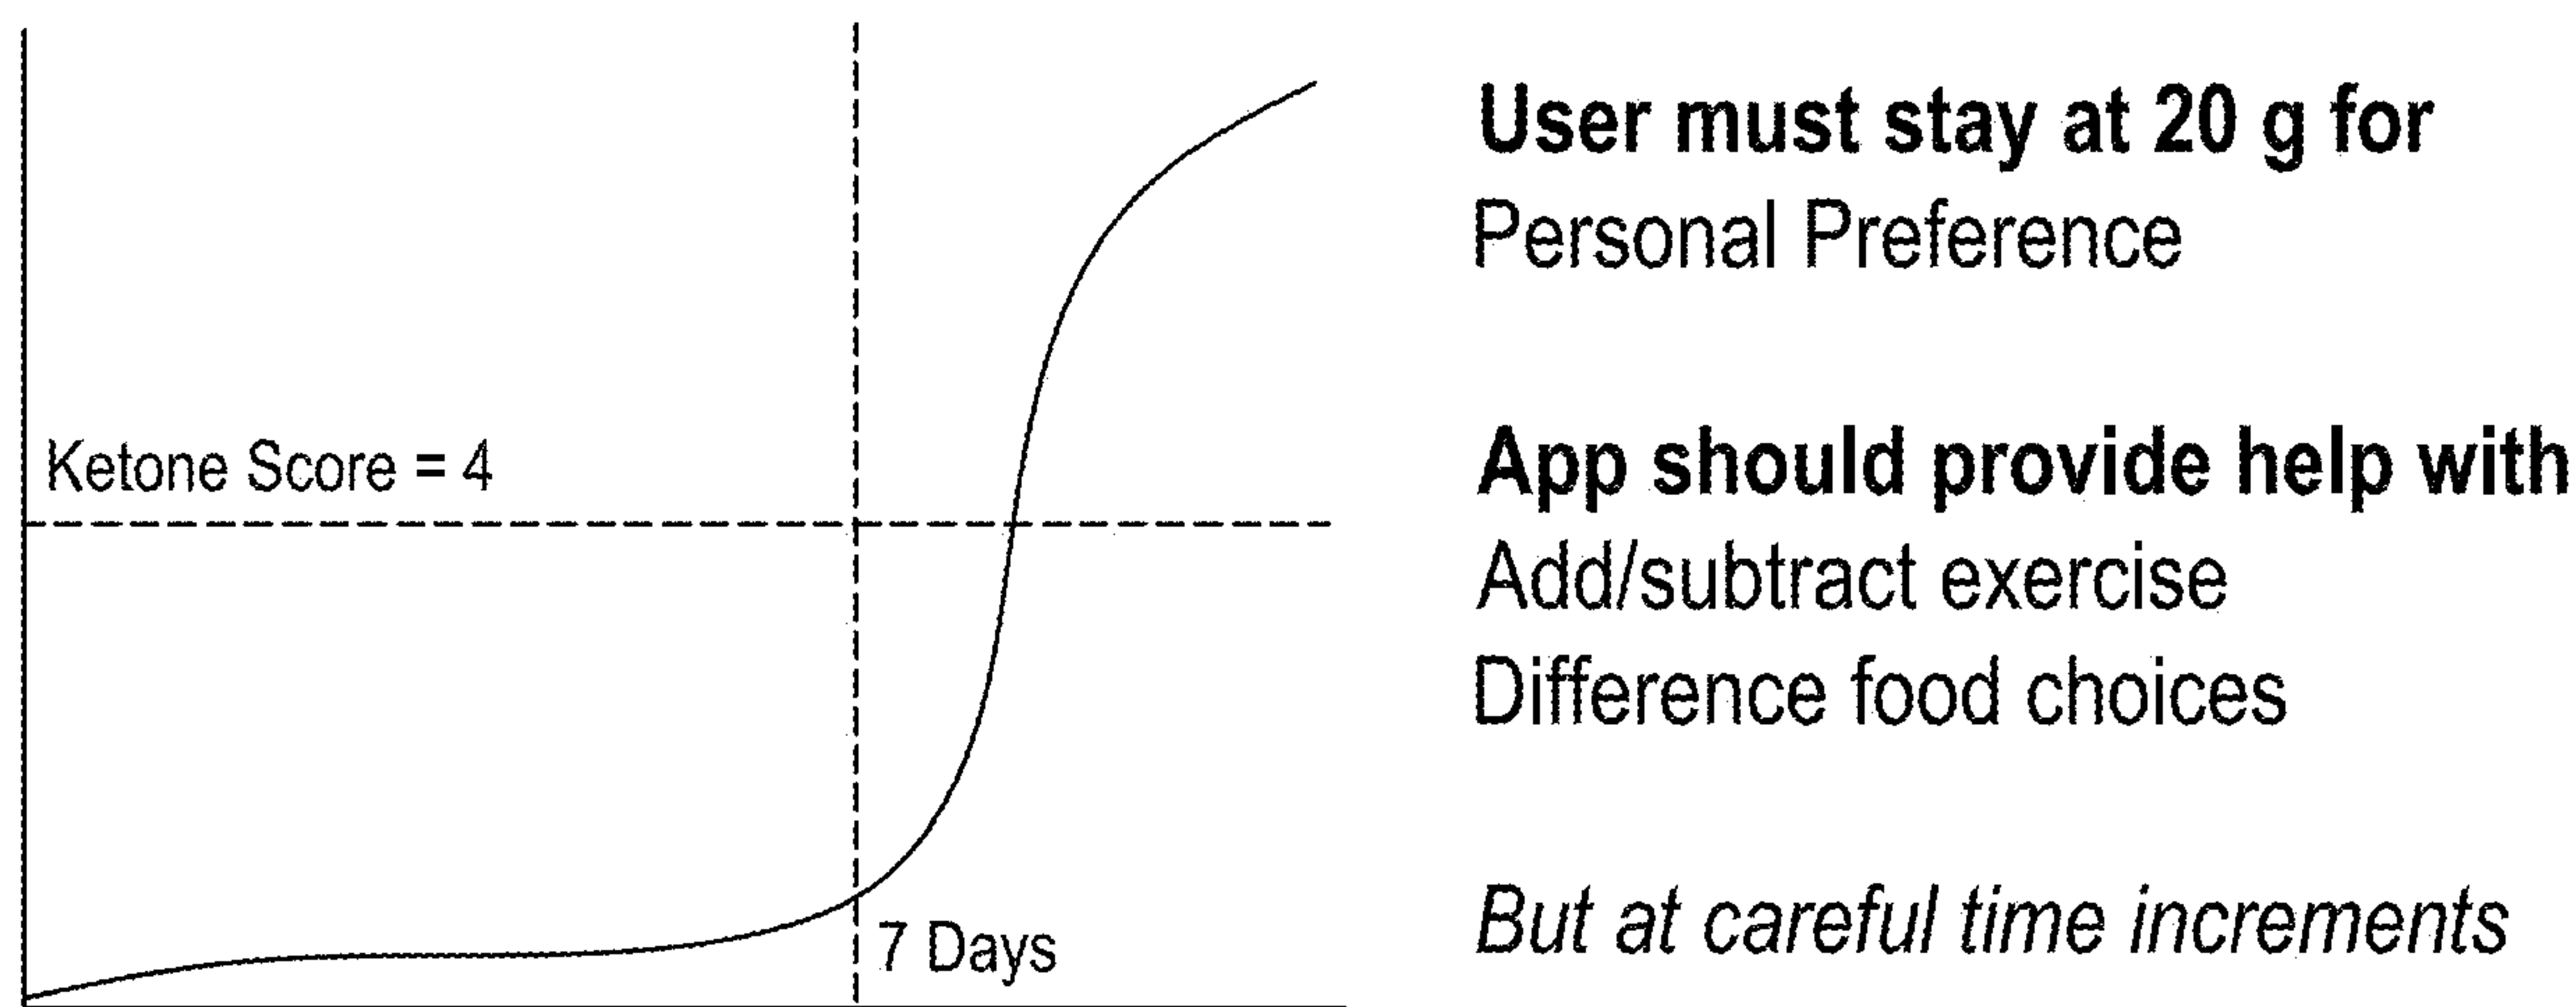 User must stay at 20 g for
Personal Preference
Ketone Score = 4
App should provide help with
Add/subtract exercise
Difference food choices
7 Days
But at careful time increments